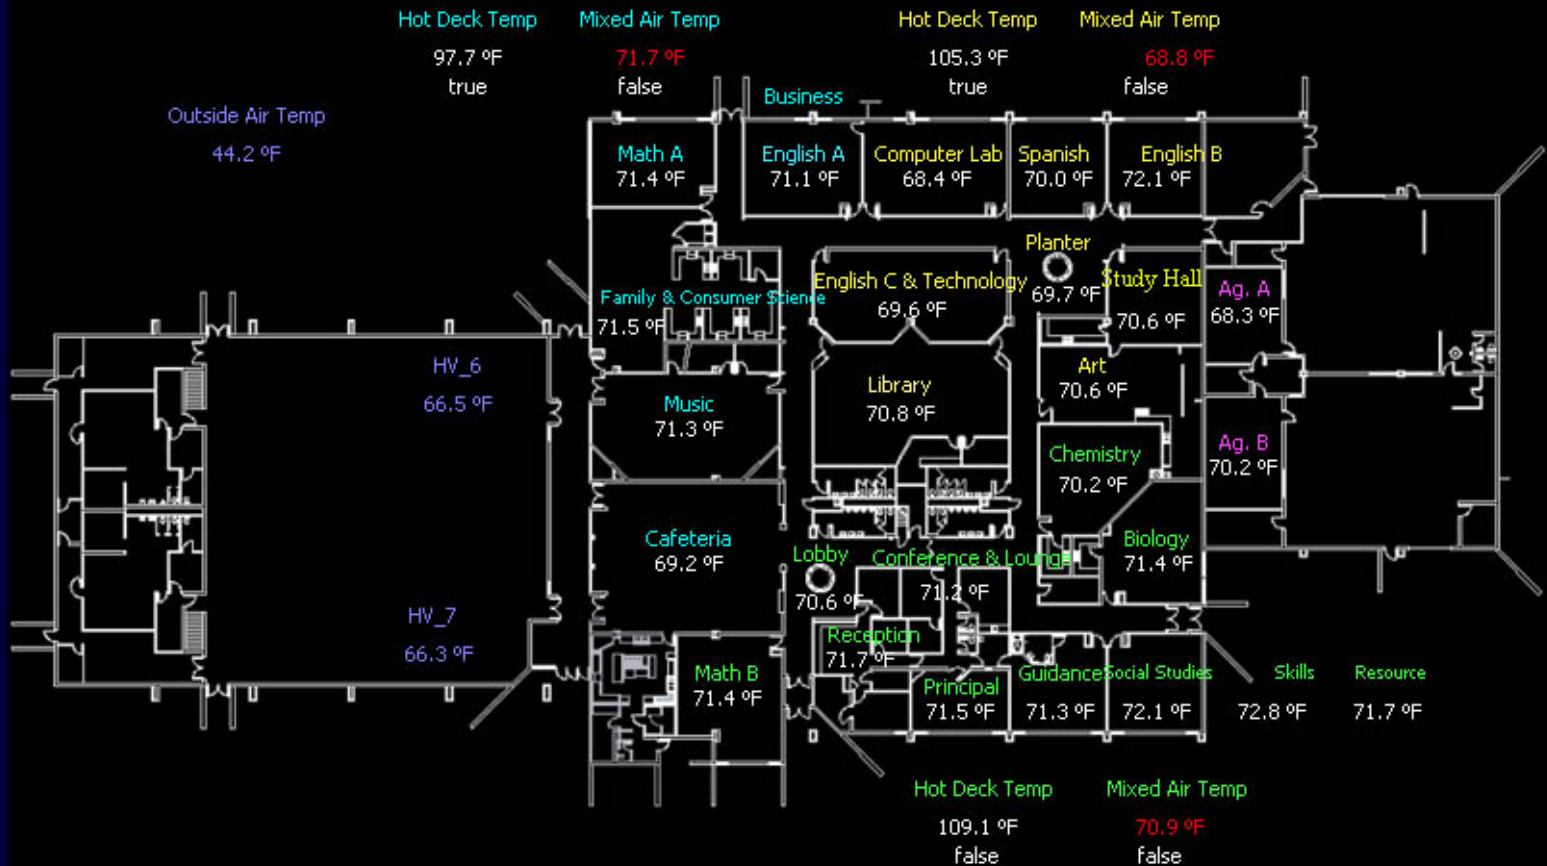 Hot Deck Temp
Mixed Air Temp
Hot Deck Temp
Mixed Air Temp
97.7 ºF
71.7 ºF
105.3 ºF
68.8 ºF
true
false
true
false
Business
Outside Air Temp
44.2 ºF
Math A
71.4 ºF
English A
71.1 ºF
Computer Lab
68.4 ºF
Spanish
70.0 ºF
English B
72.1 ºF
Planter
69.7 ºF
English C & Technology
69.6 ºF
Study Hall
70.6 ºF
Ag. A
68.3 ºF
Family & Consumer Science
71.5 ºF
HV_6
66.5 ºF
Music
71.3 ºF
Library
70.8 ºF
Art
70.6 ºF
Ag. B
70.2 ºF
Chemistry
70.2 ºF
Cafeteria
69.2 ºF
Lobby
70.6 ºF
Conference & Lounge
71.2 ºF
Biology
71.4 ºF
HV_7
66.3 ºF
Reception
71.7 ºF
Math B
71.4 ºF
Principal
71.5 ºF
Guidance
71.3 ºF
Social Studies
72.1 ºF
Skills
72.8 ºF
Resource
71.7 ºF
Hot Deck Temp
Mixed Air Temp
109.1 ºF
70.9 ºF
false
false